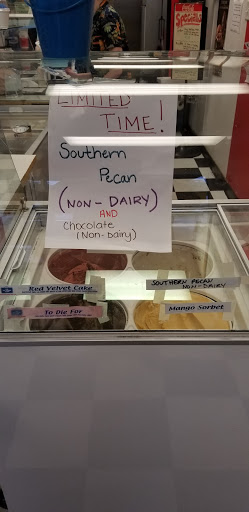 LIMITED
TIME!
Southern
Pecan
(NON-DAIRY)
AND
Chocolate
(Non-Dairy)
Red Velvet Cake
SOUTHERN PECAN
NON-DAIRY
To Die For
Mango Sorbet